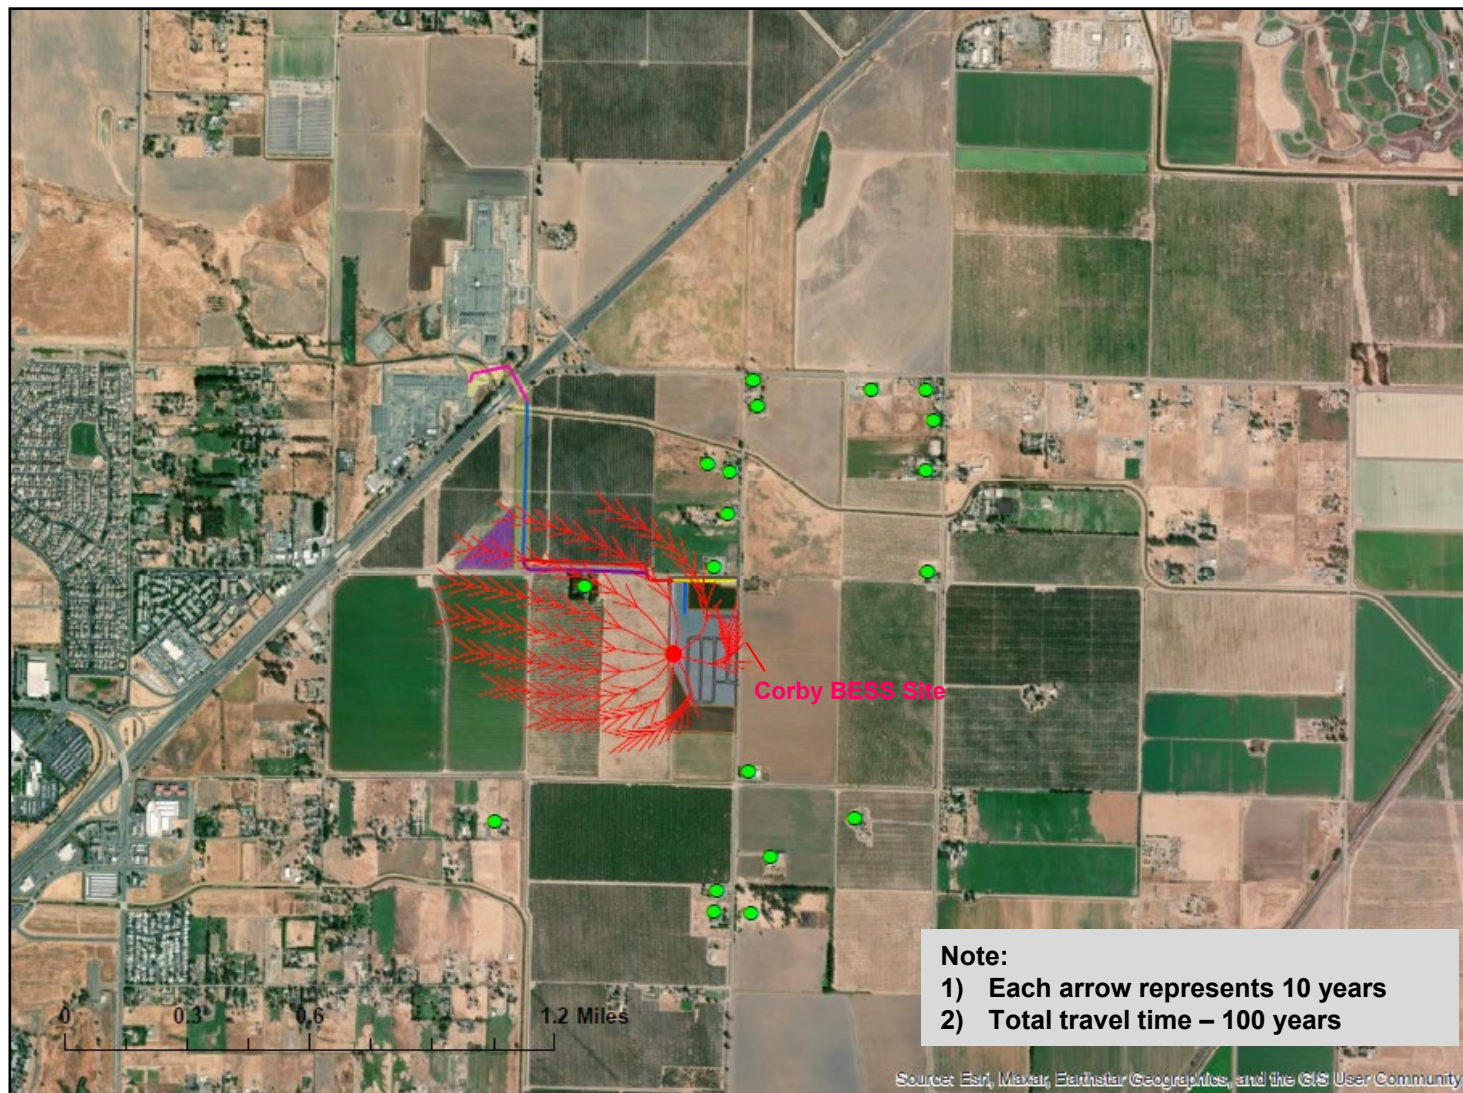 Corby BESS Site
Note:
1) Each arrow represents 10 years
2) Total travel time – 100 years
0 0.3 0.6 1.2 Miles
Source: Esri, Maxar, Earthstar Geographics, and the GIS User Community